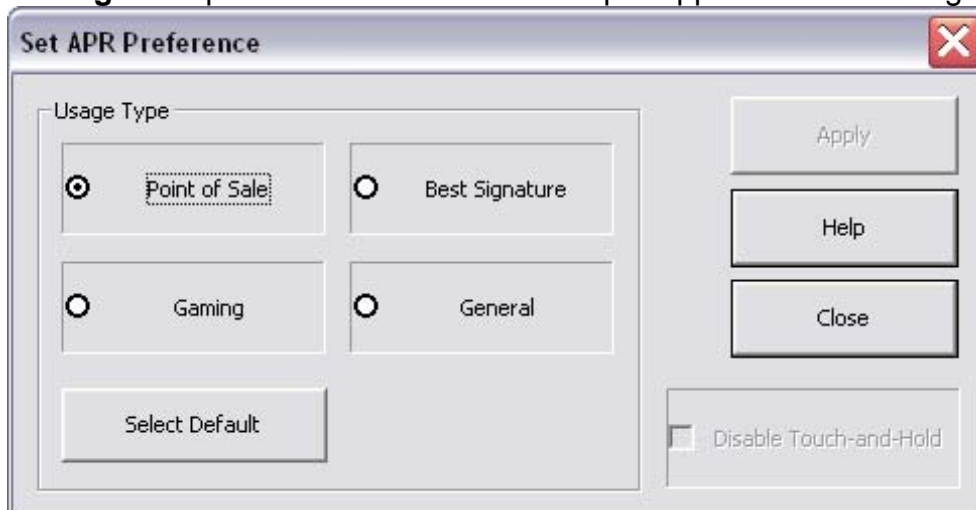 Set APR Preference
Usage Type
Point of Sale
Best Signature
Gaming
General
Select Default
Apply
Help
Close
Disable Touch-and-Hold